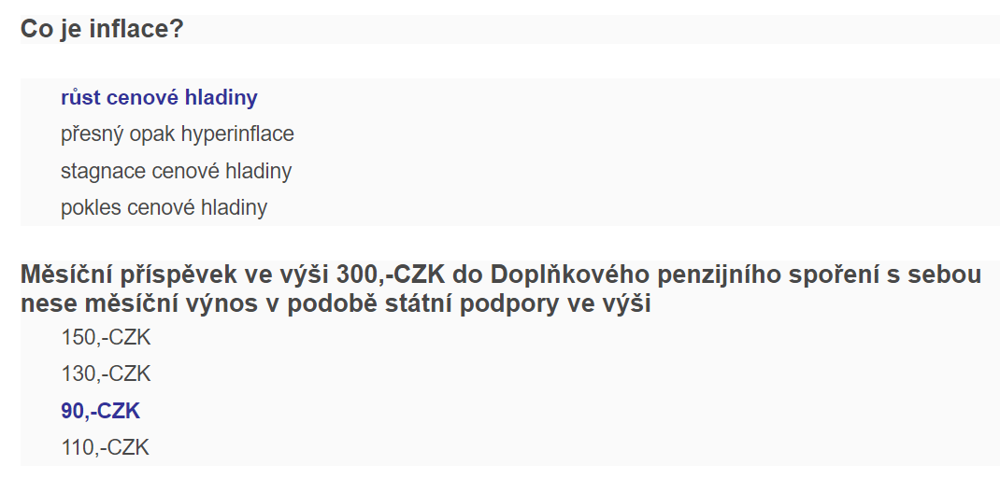 Co je inflace?
růst cenové hladiny
přesný opak hyperinflace
stagnace cenové hladiny
pokles cenové hladiny
Měsíční příspěvek ve výši 300,-CZK do Doplňkového penzijního spoření s sebou
nese měsíční výnos v podobě státní podpory ve výši
150,-CZK
130,-CZK
90,-CZK
110,-CZK